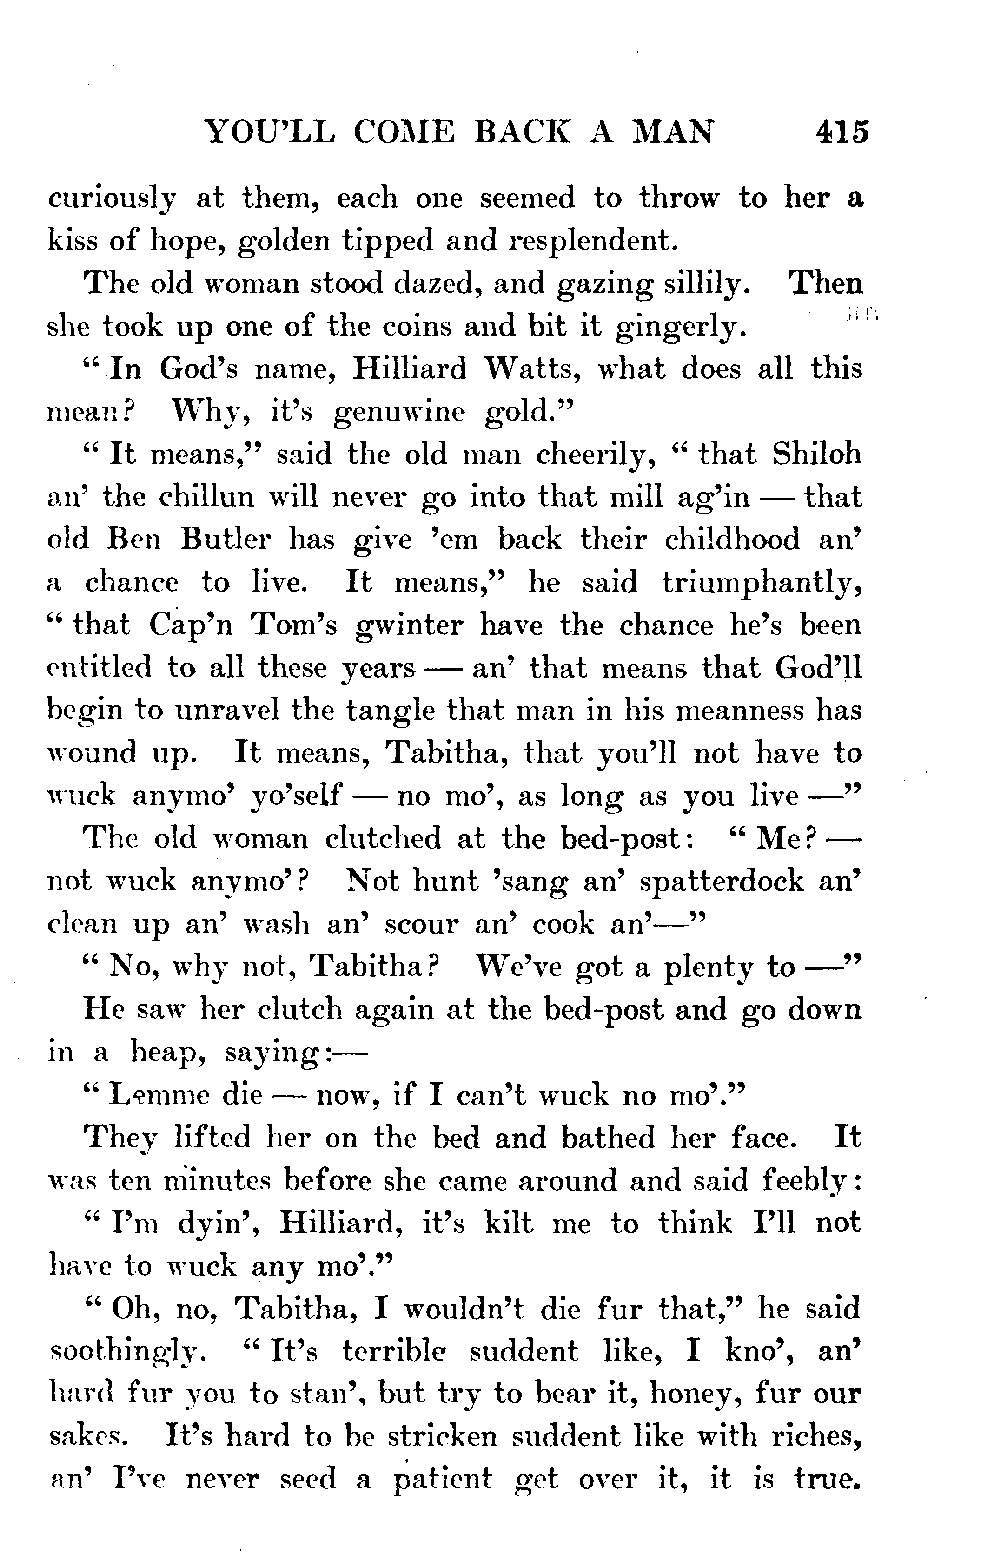 YOU'LL COME BACK A MAN 415
curiously at them, each one seemed to throw to her a
kiss of hope, golden tipped and resplendent.
The old woman stood dazed, and gazing sillily. Then
she took up one of the coins and bit it gingerly.
" In God's name, Hilliard Watts, what does all this
mean? Why, it's genuwine gold."
" It means," said the old man cheerily, " that Shiloh
an' the chillun will never go into that mill ag'in — that
old Ben Butler has give 'em back their childhood an'
a chance to live. It means," he said triumphantly,
" that Cap'n Tom's gwinter have the chance he's been
entitled to all these years — an' that means that God'll
begin to unravel the tangle that man in his meanness has
wound up. It means, Tabitha, that you'll not have to
wuck anymo' yo'self — no mo', as long as you live —"
The old woman clutched at the bed-post: " Me? —
not wuck anymo'? Not hunt 'sang an' spatterdock an'
clean up an' wash an' scour an' cook an'—"
" No, why not, Tabitha? We've got a plenty to —"
He saw her clutch again at the bed-post and go down
in a heap, saying:—
" Lemme die — now, if I can't wuck no mo'."
They lifted her on the bed and bathed her face. It
was ten minutes before she came around and said feebly:
" I'm dyin', Hilliard, it's kilt me to think I'll not
have to wuck any mo'."
" Oh, no, Tabitha, I wouldn't die fur that," he said
soothingly. " It's terrible suddent like, I kno', an'
hard fur you to stan', but try to bear it, honey, fur our
sakes. It's hard to be stricken suddent like with riches,
an' I've never seed a patient get over it, it is true.